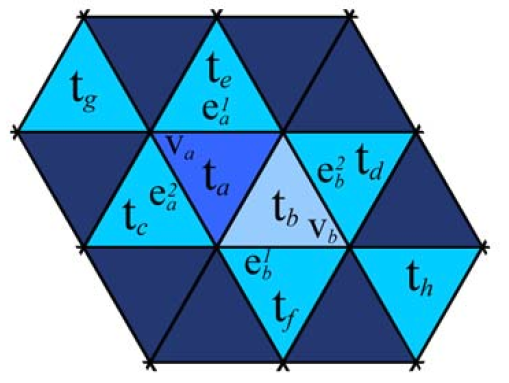 t_g
t_e
e_a^1
v_a
t_a
e_a^2
t_c
t_b
v_b
e_b^2
t_d
e_b^1
t_f
t_h